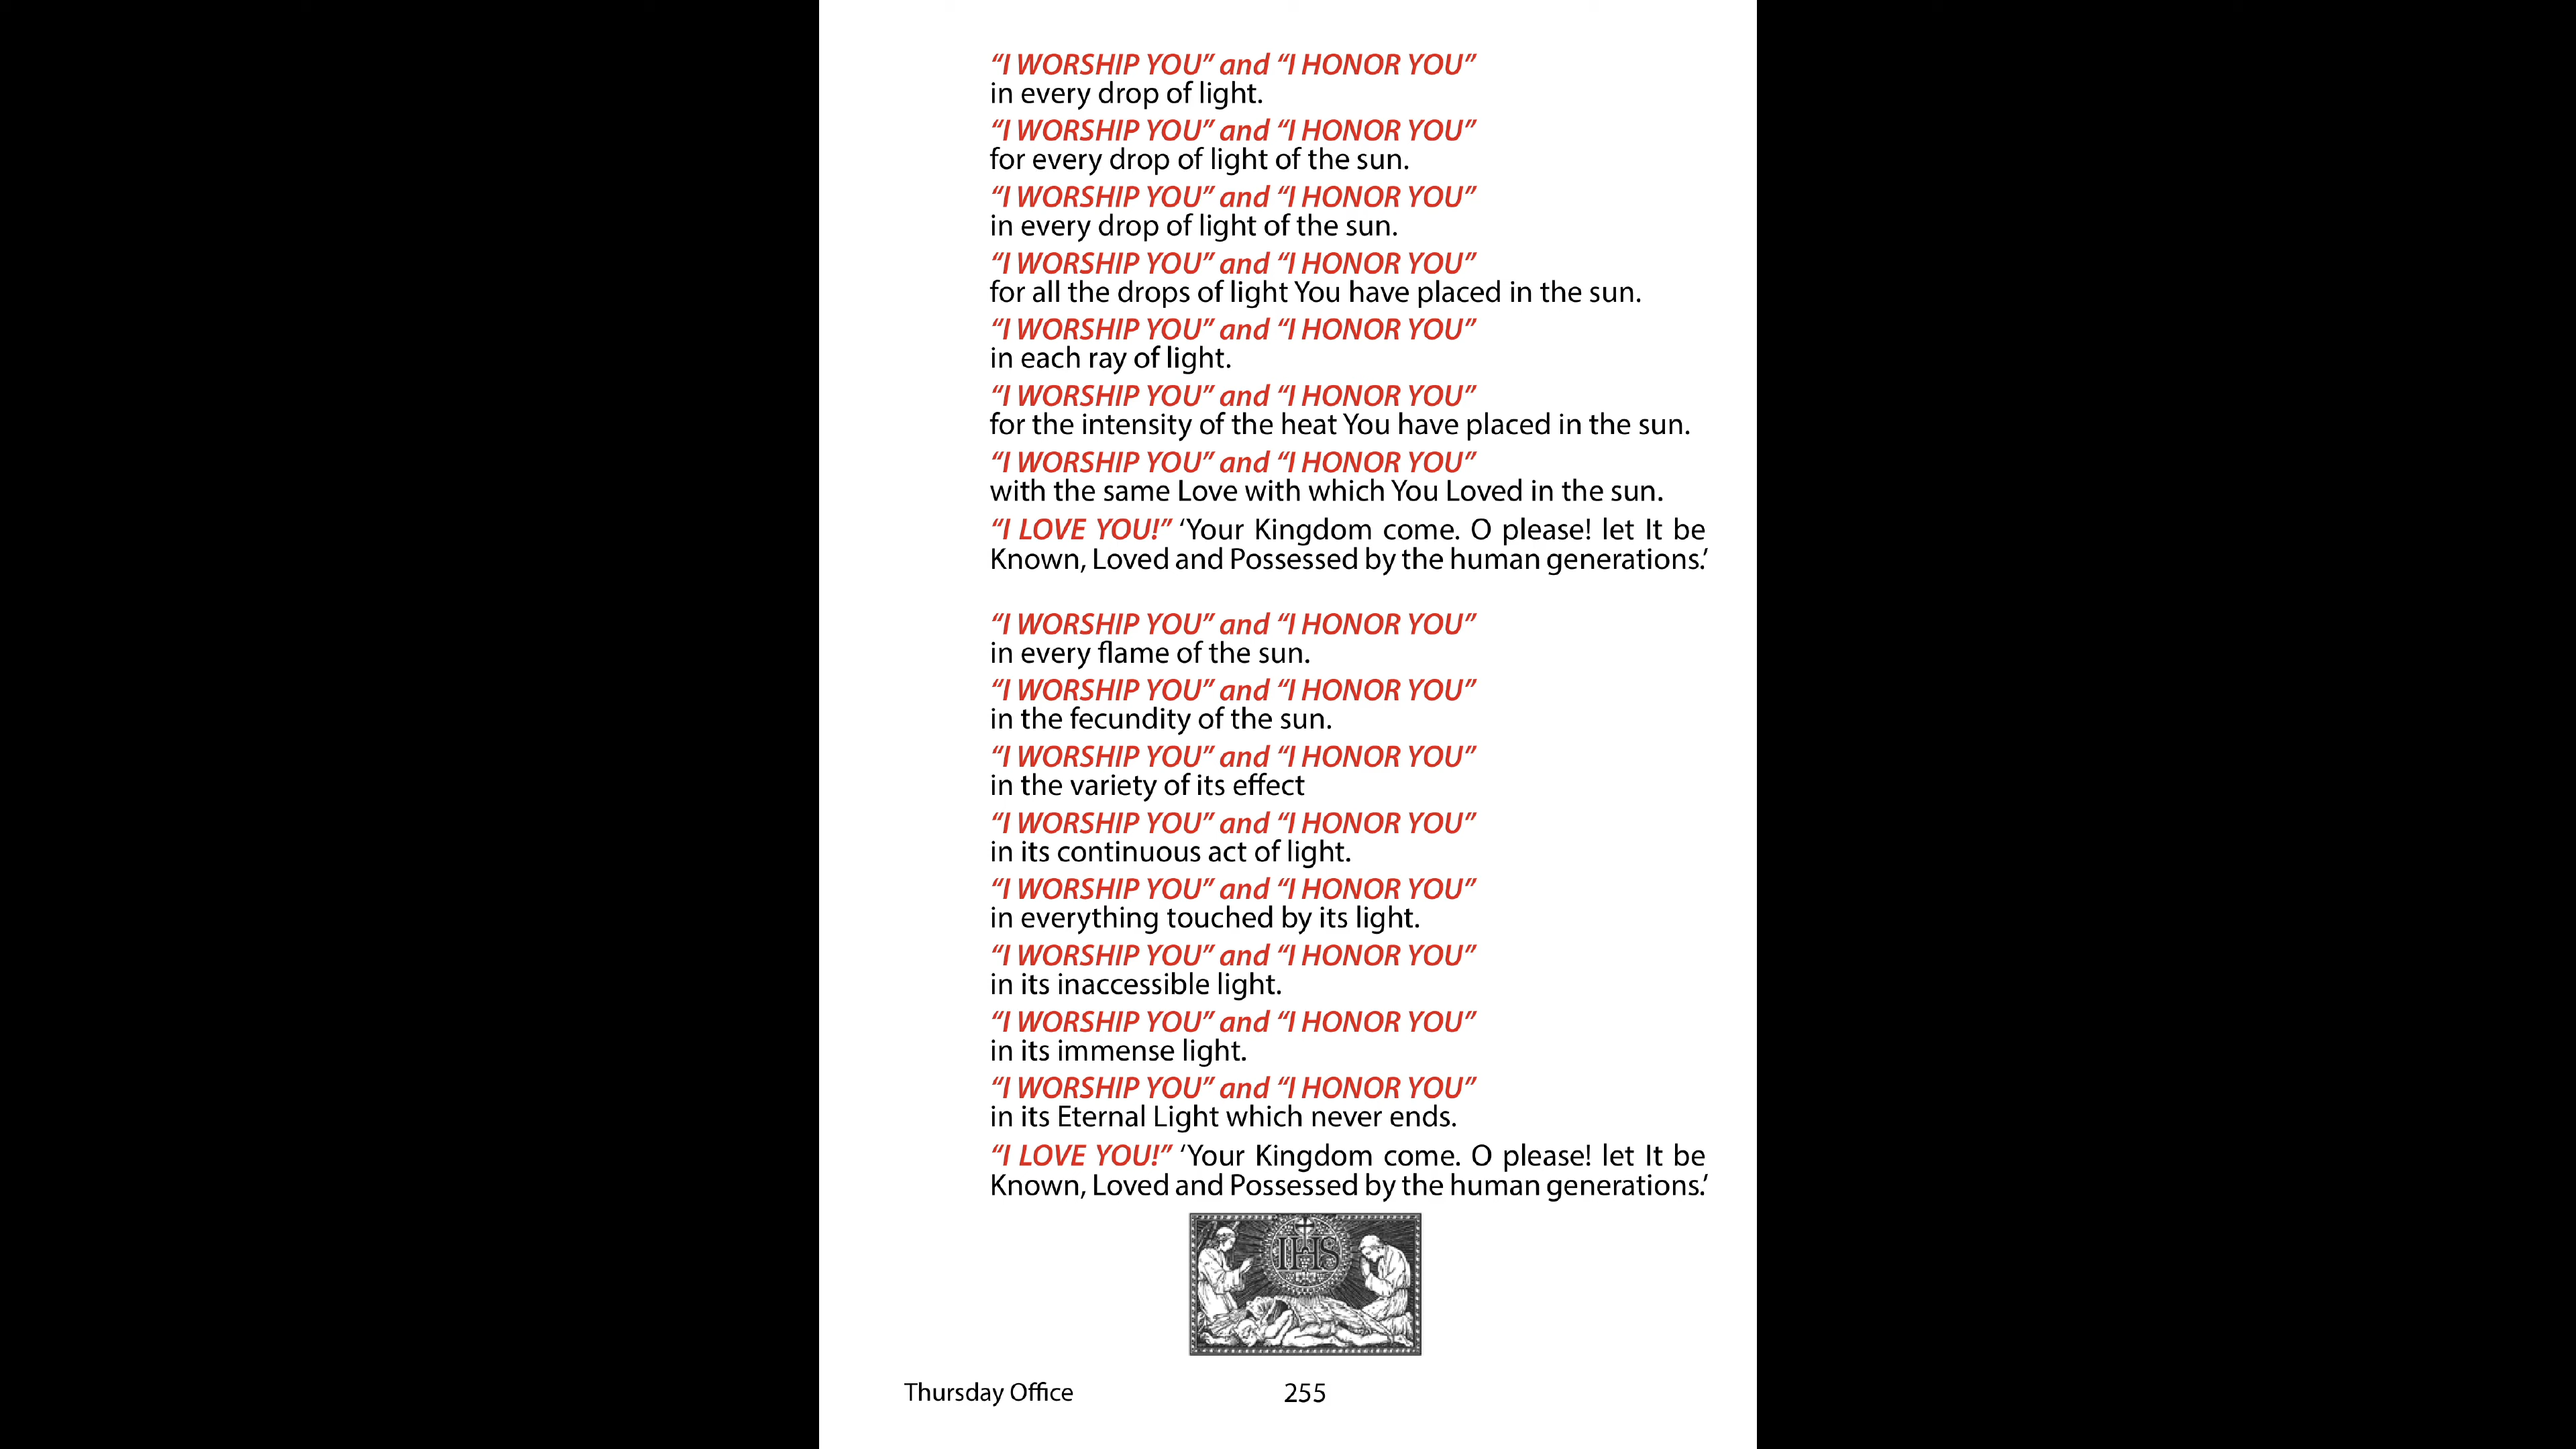 “I WORSHIP YOU” and “I HONOR YOU”
in every drop of light.
“I WORSHIP YOU” and “I HONOR YOU”
for every drop of light of the sun.
“I WORSHIP YOU” and “I HONOR YOU”
in every drop of light of the sun.
“I WORSHIP YOU” and “I HONOR YOU”
for all the drops of light You have placed in the sun.
“I WORSHIP YOU” and “I HONOR YOU”
in each ray of light.
“I WORSHIP YOU” and “I HONOR YOU”
for the intensity of the heat You have placed in the sun.
“I WORSHIP YOU” and “I HONOR YOU”
with the same Love with which You Loved in the sun.
“I LOVE YOU!” ‘Your Kingdom come. O please! let It be
Known, Loved and Possessed by the human generations.’
“I WORSHIP YOU” and “I HONOR YOU”
in every flame of the sun.
“I WORSHIP YOU” and “I HONOR YOU”
in the fecundity of the sun.
“I WORSHIP YOU” and “I HONOR YOU”
in the variety of its effect
“I WORSHIP YOU” and “I HONOR YOU”
in its continuous act of light.
“I WORSHIP YOU” and “I HONOR YOU”
in everything touched by its light.
“I WORSHIP YOU” and “I HONOR YOU”
in its inaccessible light.
“I WORSHIP YOU” and “I HONOR YOU”
in its immense light.
“I WORSHIP YOU” and “I HONOR YOU”
in its Eternal Light which never ends.
“I LOVE YOU!” ‘Your Kingdom come. O please! let It be
Known, Loved and Possessed by the human generations.’
IHS
Thursday Office 255